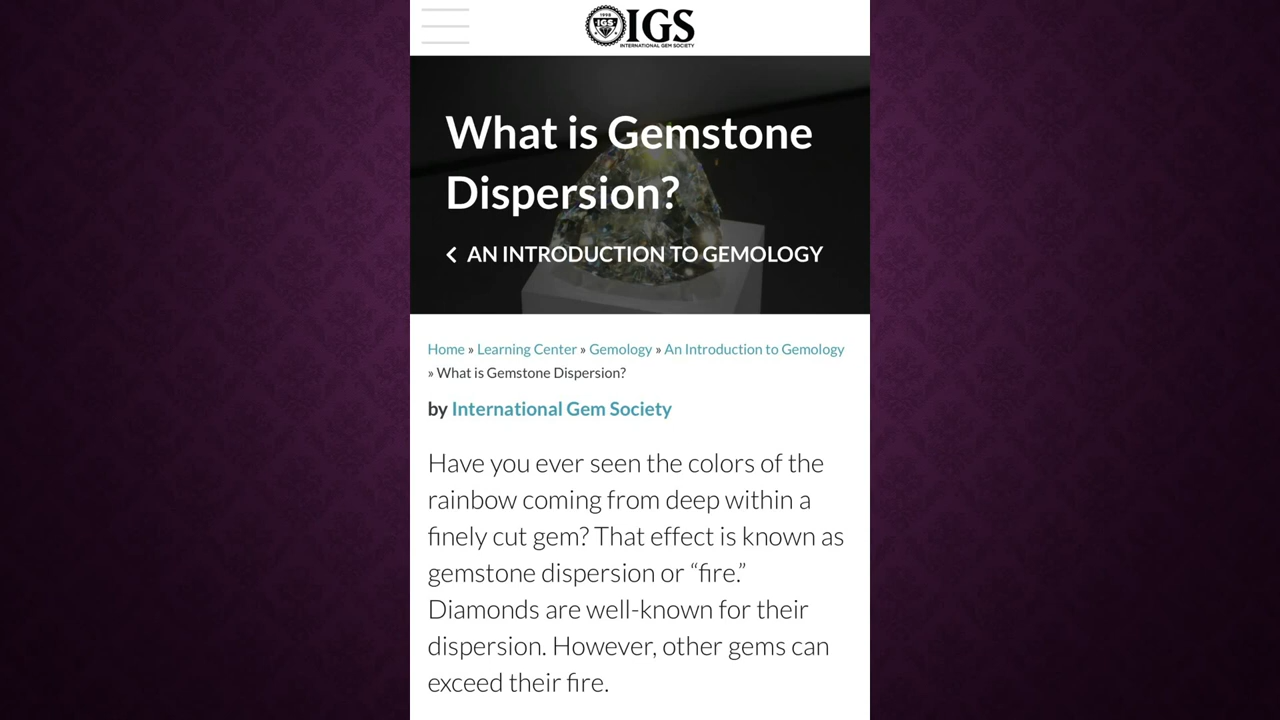 1998
IGS
IGS
INTERNATIONAL GEM SOCIETY
What is Gemstone
Dispersion?
< AN INTRODUCTION TO GEMOLOGY
Home » Learning Center » Gemology » An Introduction to Gemology
» What is Gemstone Dispersion?
by International Gem Society
Have you ever seen the colors of the
rainbow coming from deep within a
finely cut gem? That effect is known as
gemstone dispersion or “fire.”
Diamonds are well-known for their
dispersion. However, other gems can
exceed their fire.